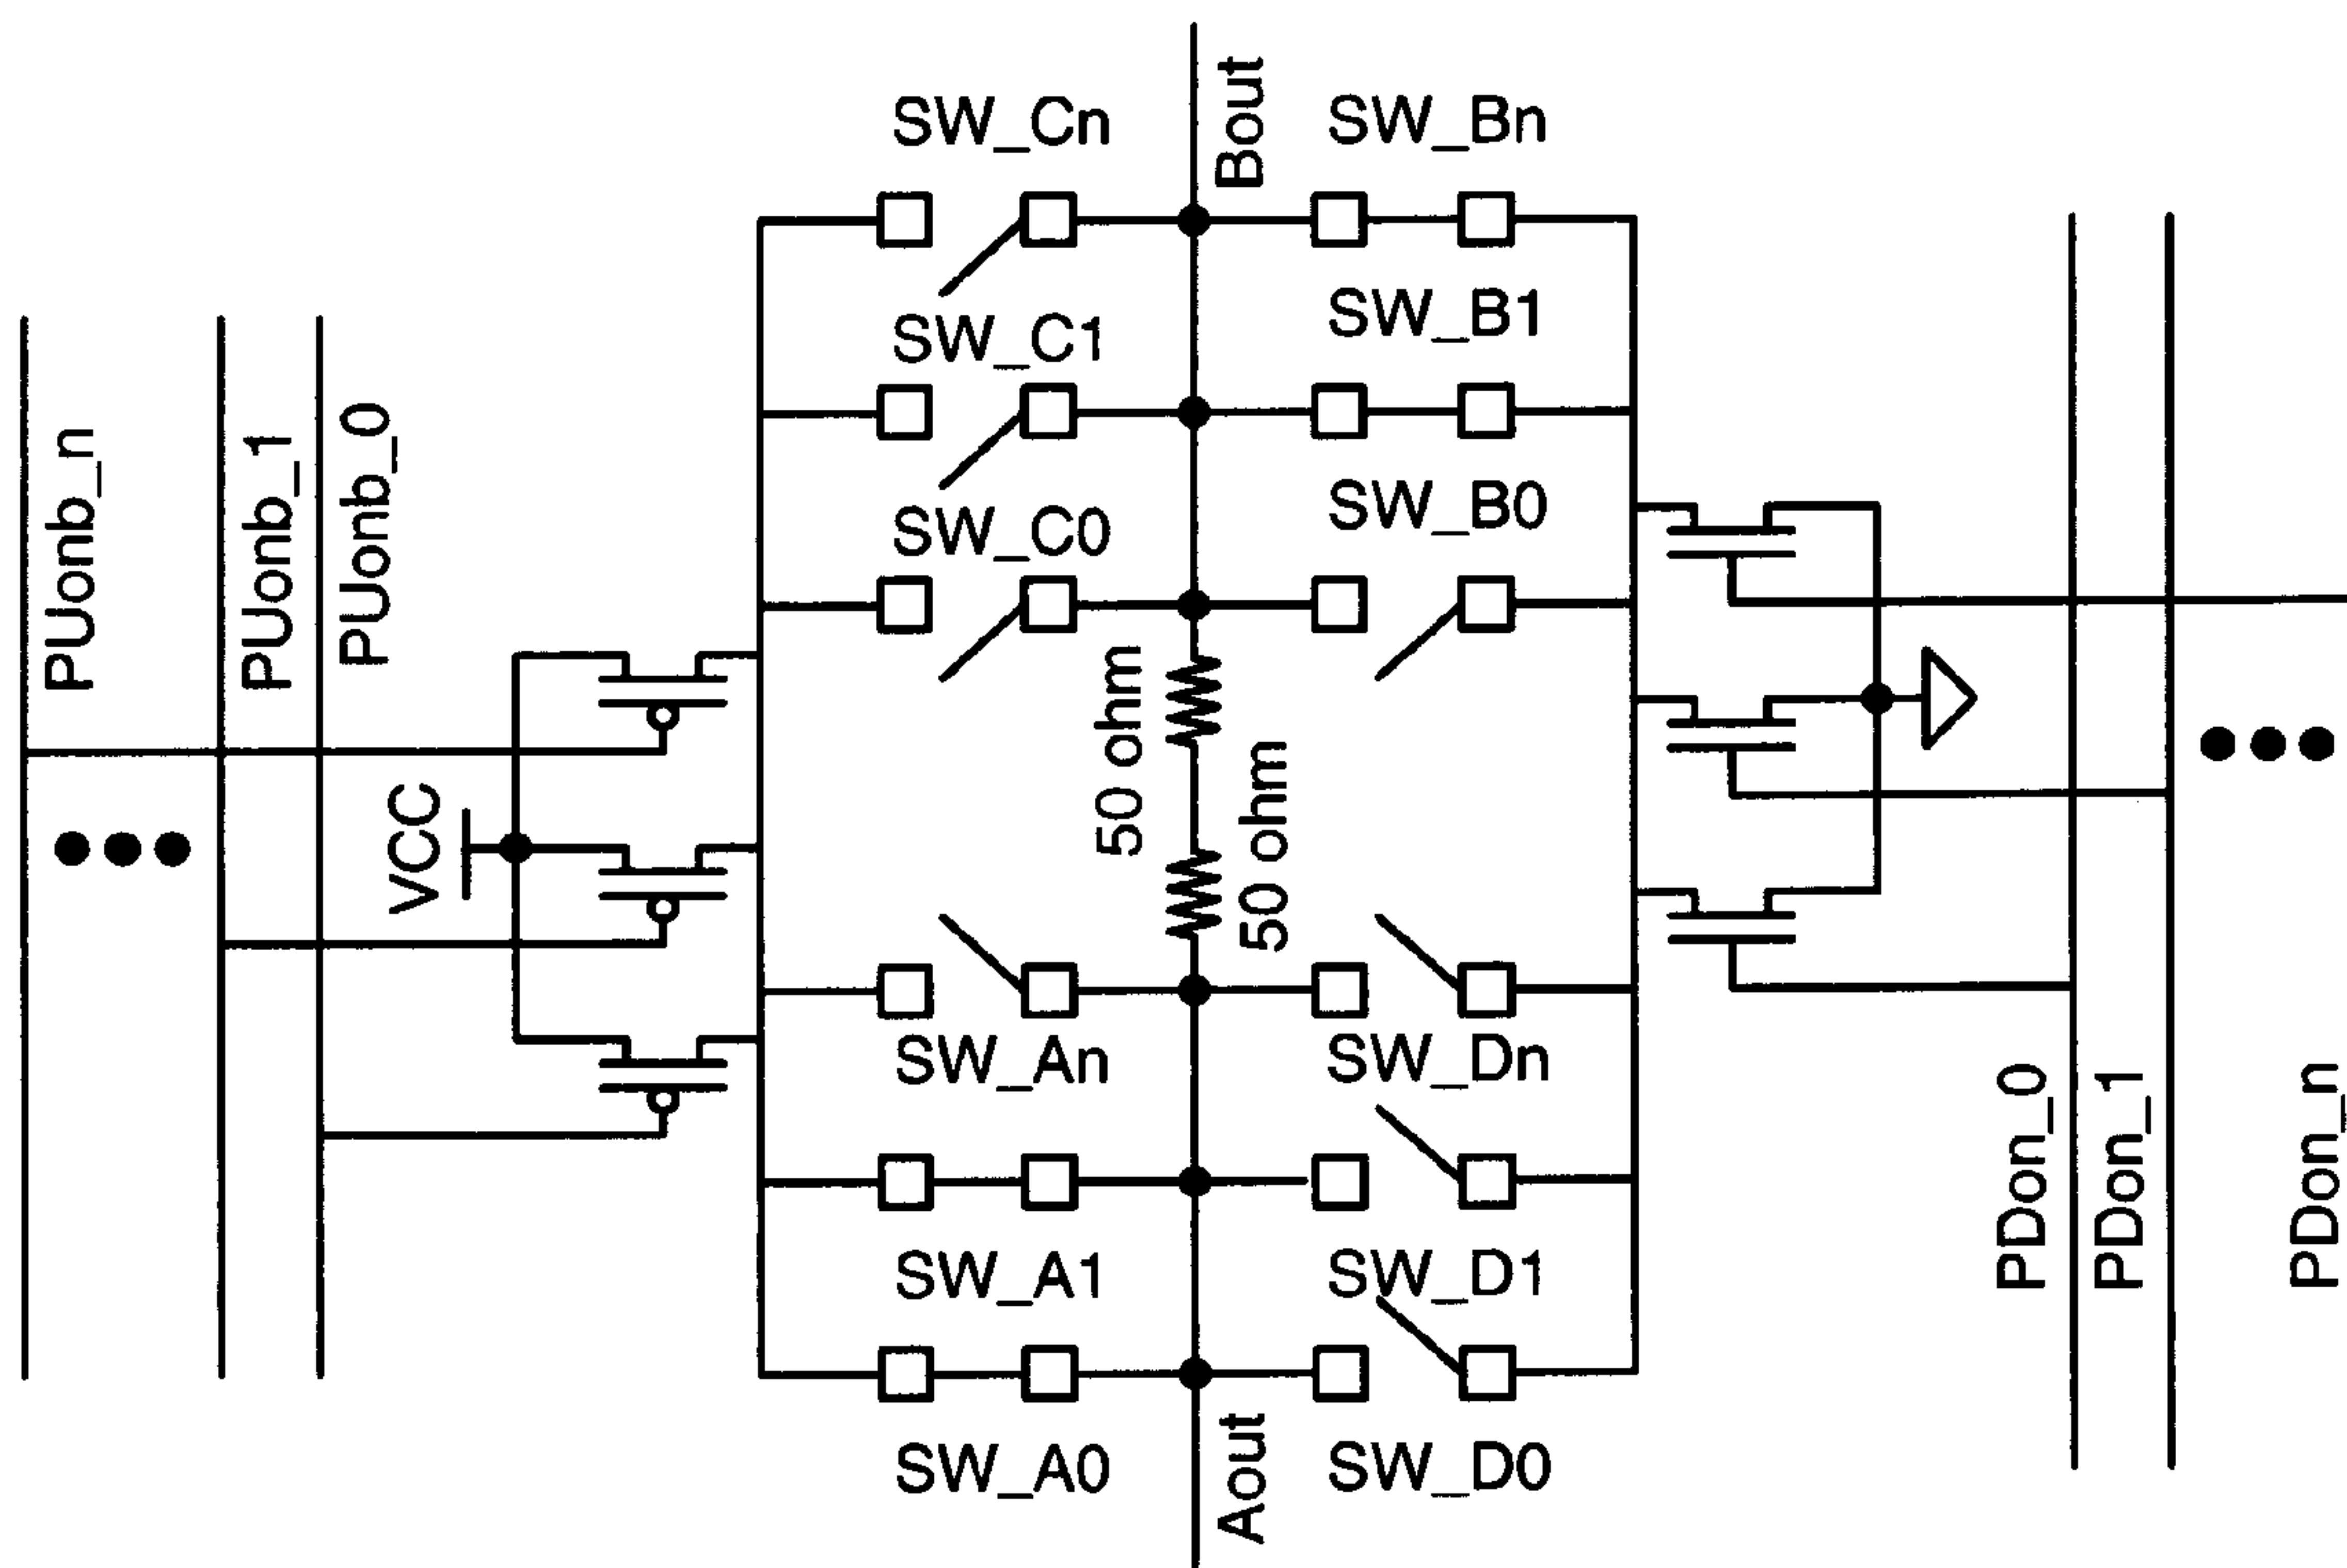 SW_Cn
Bout
SW_Bn
SW_C1
SW_B1
SW_C0
SW_B0
PUonb_n
PUonb_1
PUonb_0
VCC
50 ohm
50 ohm
SW_An
SW_Dn
SW_A1
SW_D1
SW_A0
Aout
SW_D0
PDon_0
PDon_1
PDon_n